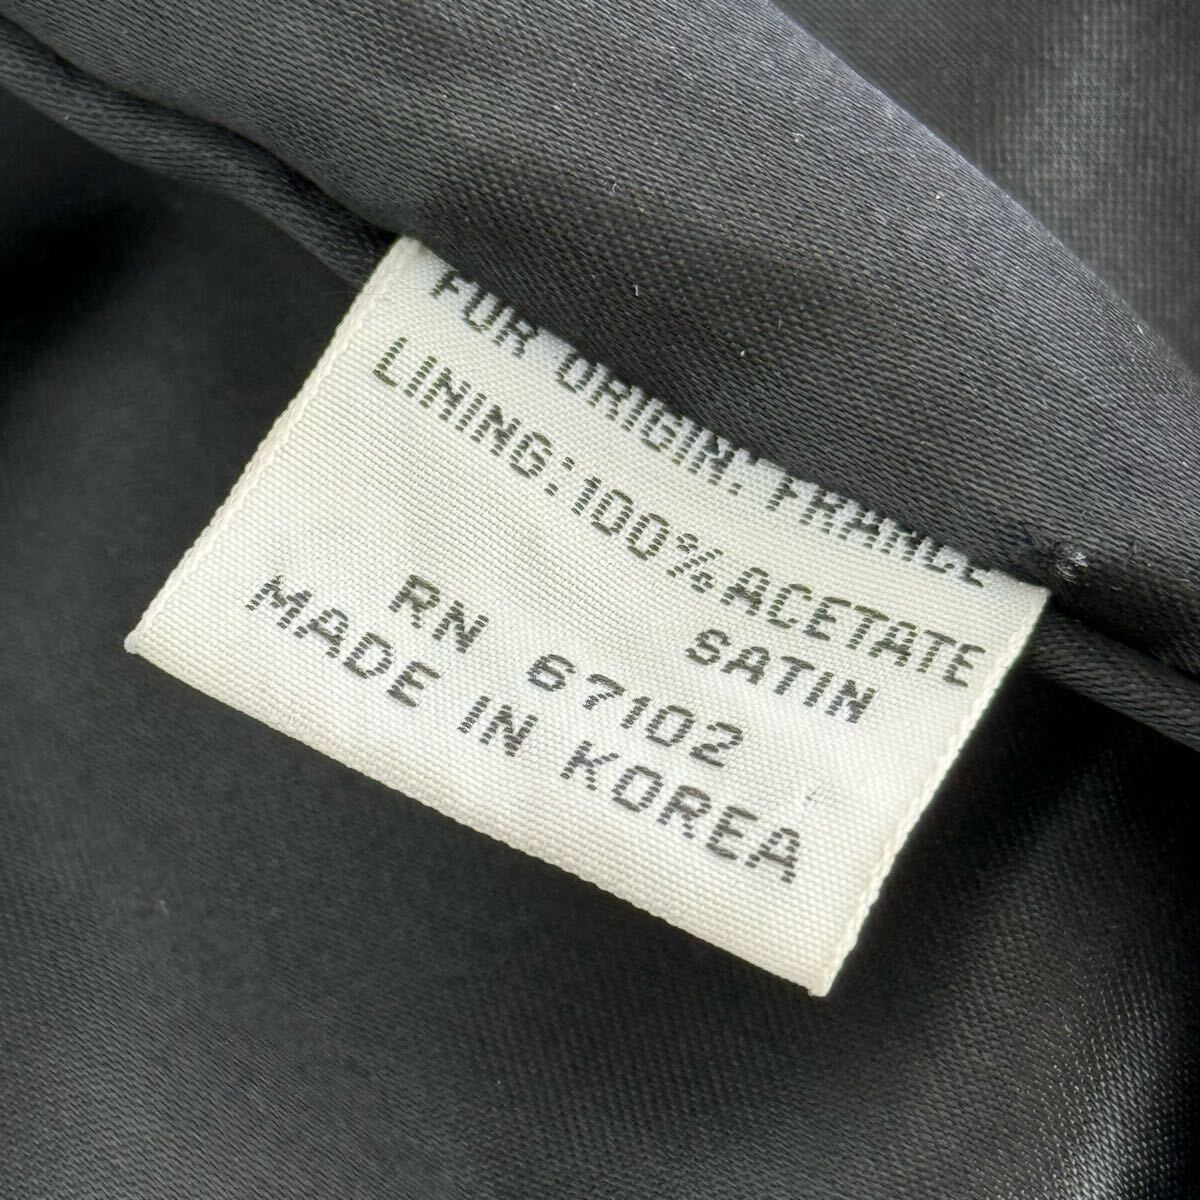 FUR ORIGIN: FRANCE
LINING:100% ACETATE
SATIN
RN 67102
MADE IN KOREA